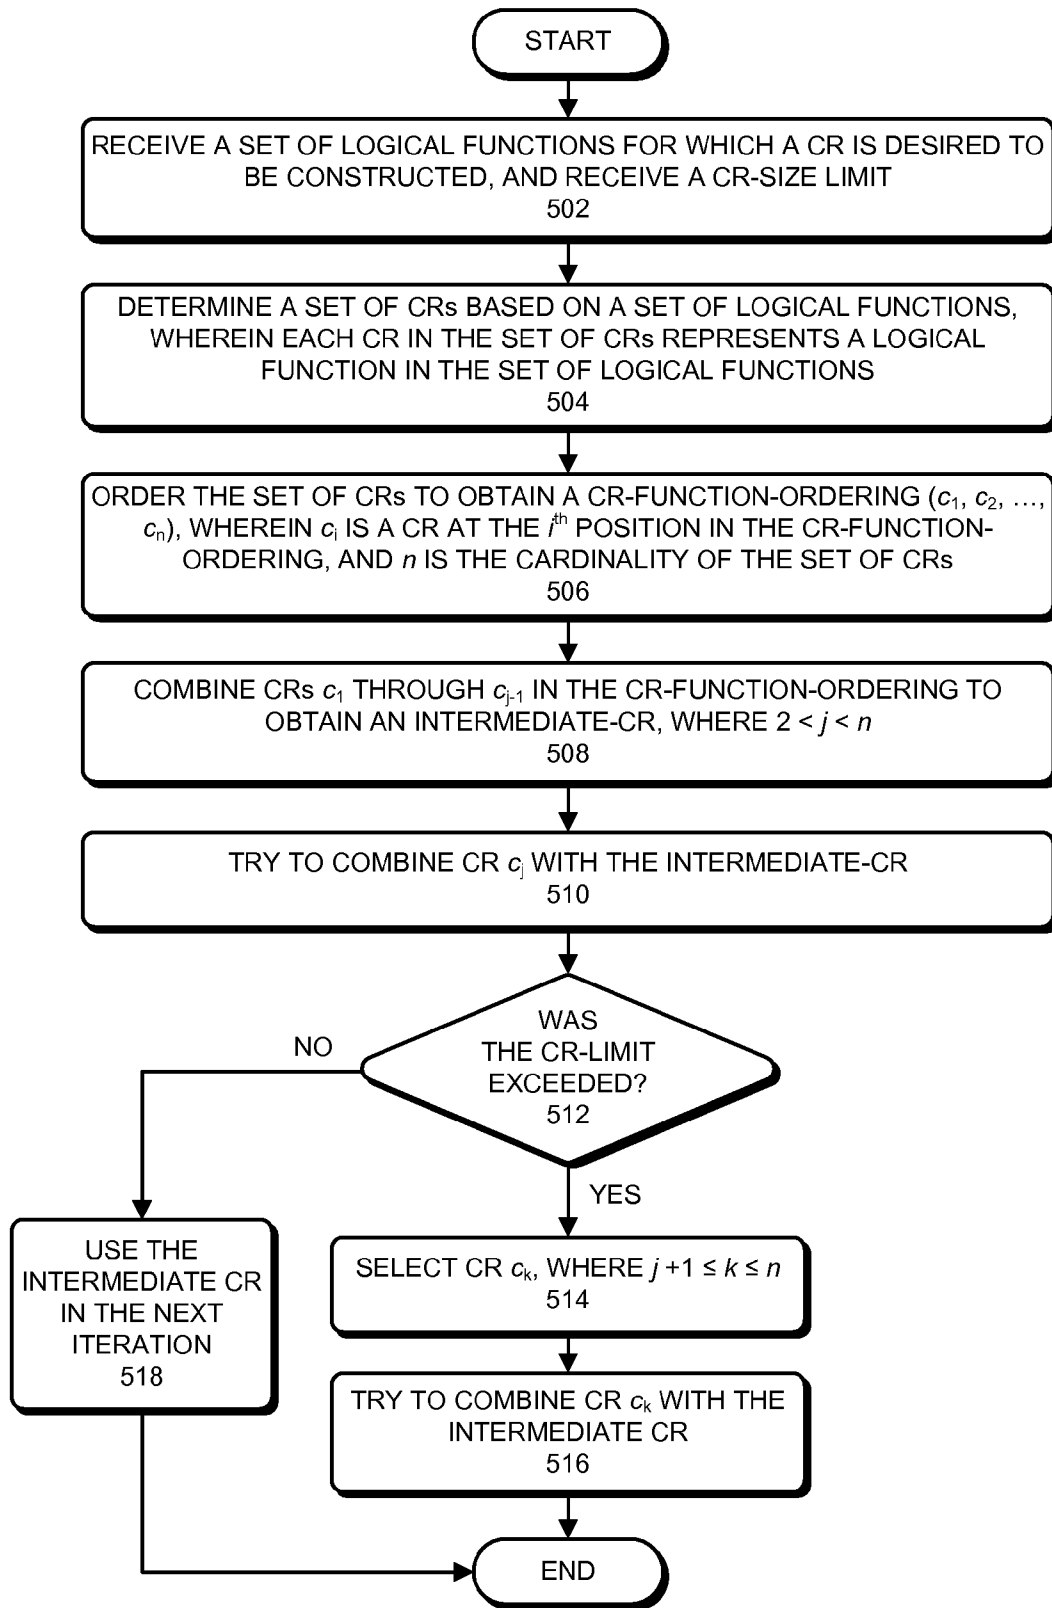 START
RECEIVE A SET OF LOGICAL FUNCTIONS FOR WHICH A CR IS DESIRED TO
BE CONSTRUCTED, AND RECEIVE A CR-SIZE LIMIT
502
DETERMINE A SET OF CRs BASED ON A SET OF LOGICAL FUNCTIONS,
WHEREIN EACH CR IN THE SET OF CRs REPRESENTS A LOGICAL
FUNCTION IN THE SET OF LOGICAL FUNCTIONS
504
ORDER THE SET OF CRs TO OBTAIN A CR-FUNCTION-ORDERING (c₁, c₂, …,
cₙ), WHEREIN cᵢ IS A CR AT THE iᵗʰ POSITION IN THE CR-FUNCTION-
ORDERING, AND n IS THE CARDINALITY OF THE SET OF CRs
506
COMBINE CRs c₁ THROUGH cⱼ₋₁ IN THE CR-FUNCTION-ORDERING TO
OBTAIN AN INTERMEDIATE-CR, WHERE 2 < j < n
508
TRY TO COMBINE CR cⱼ WITH THE INTERMEDIATE-CR
510
WAS
THE CR-LIMIT
EXCEEDED?
512
NO
YES
USE THE
INTERMEDIATE CR
IN THE NEXT
ITERATION
518
SELECT CR cₖ, WHERE j +1 ≤ k ≤ n
514
TRY TO COMBINE CR cₖ WITH THE
INTERMEDIATE CR
516
END